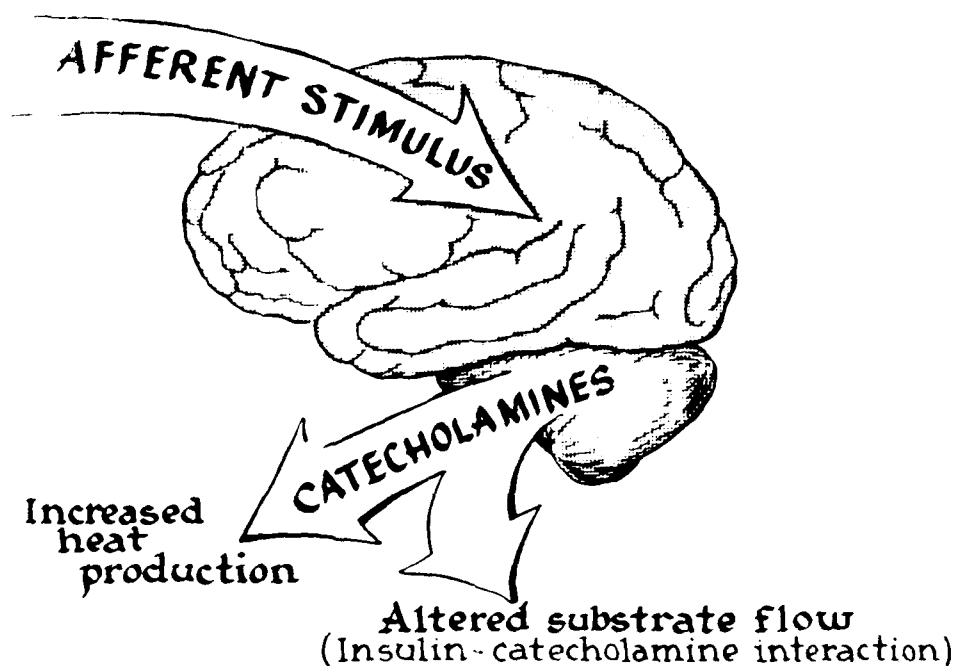 AFFERENT STIMULUS
CATECHOLAMINES
Increased
heat
production
Altered substrate flow
(Insulin-catecholamine interaction)